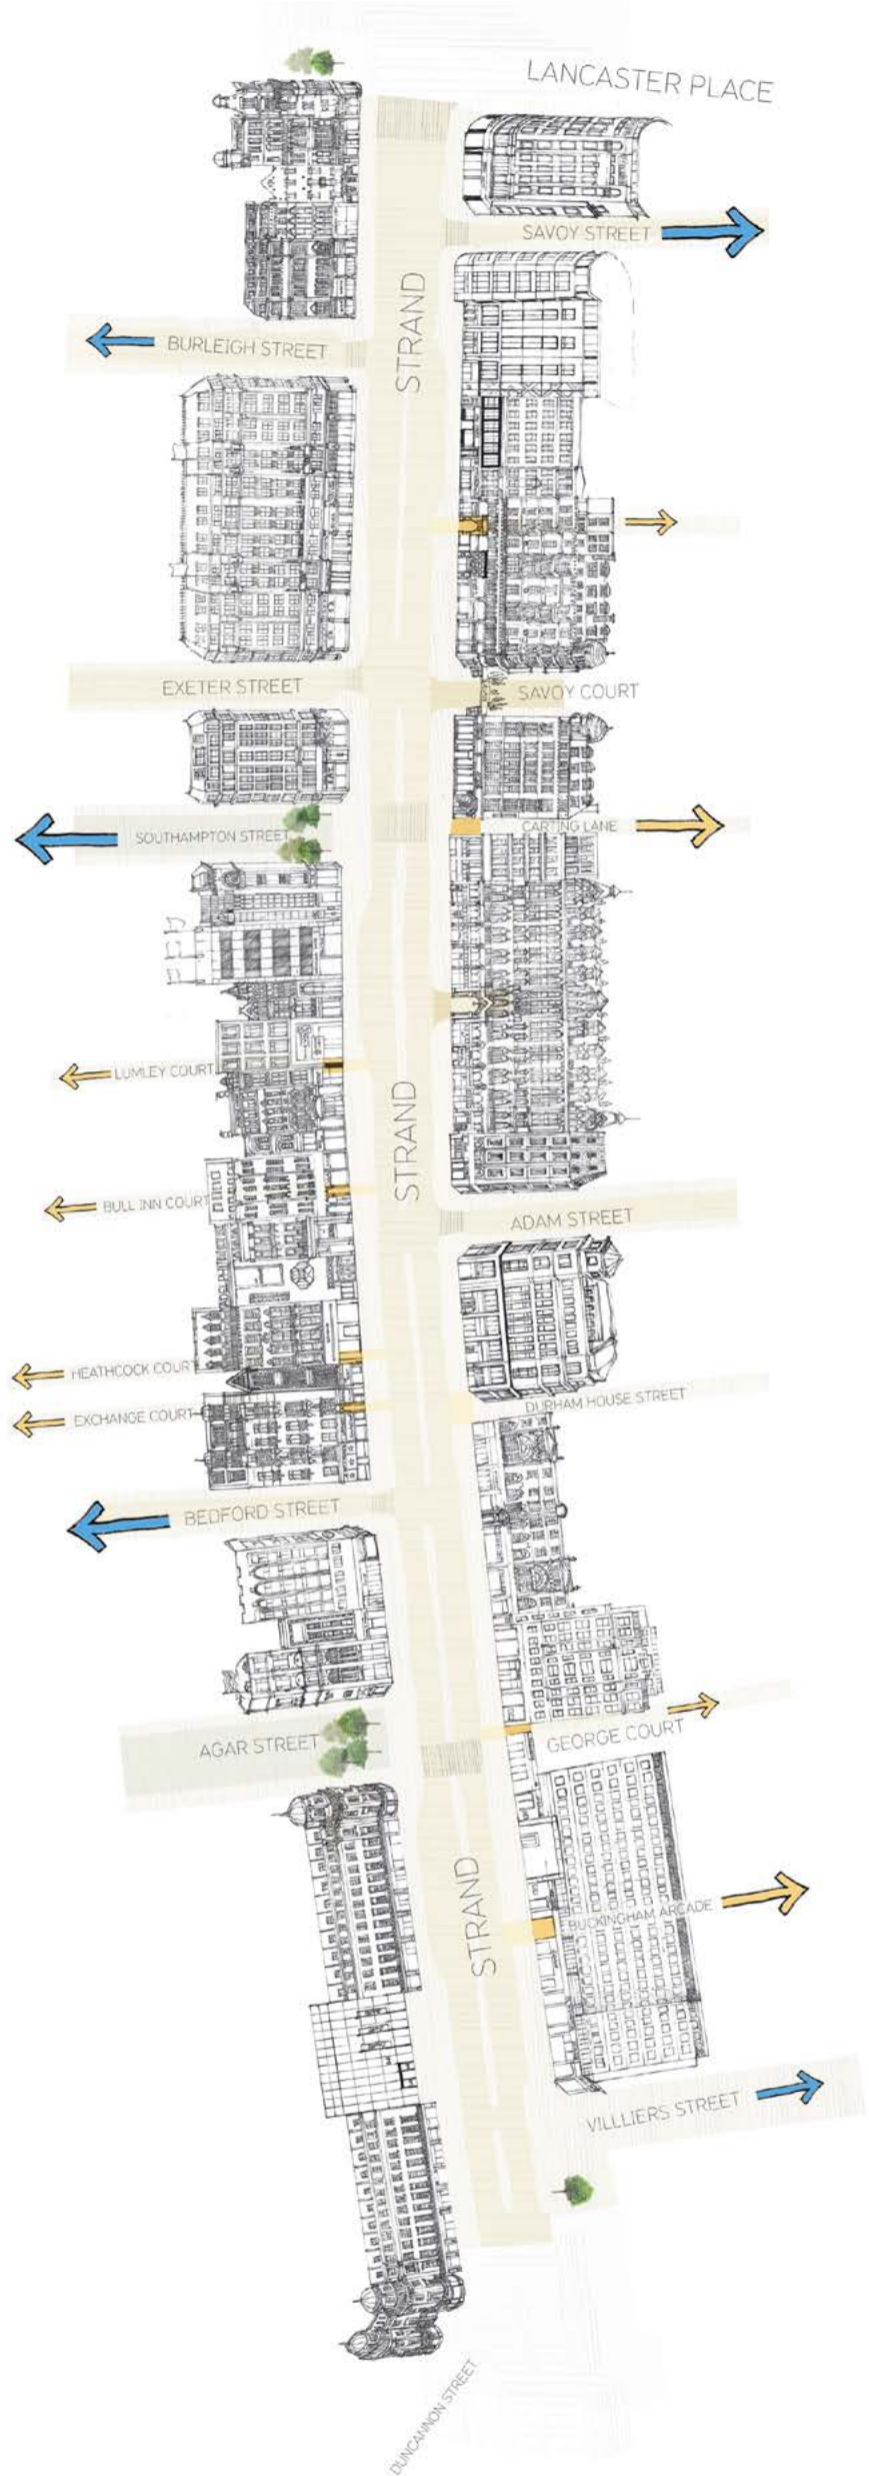 LANCASTER PLACE
SAVOY STREET
STRAND
BURLEIGH STREET
EXETER STREET
SAVOY COURT
SOUTHAMPTON STREET
CARTING LANE
LUMLEY COURT
STRAND
BULL INN COURT
ADAM STREET
HEATHCOCK COURT
DURHAM HOUSE STREET
EXCHANGE COURT
BEDFORD STREET
AGAR STREET
GEORGE COURT
STRAND
BUCKINGHAM ARCADE
VILLLIERS STREET
DUNCANNON STREET